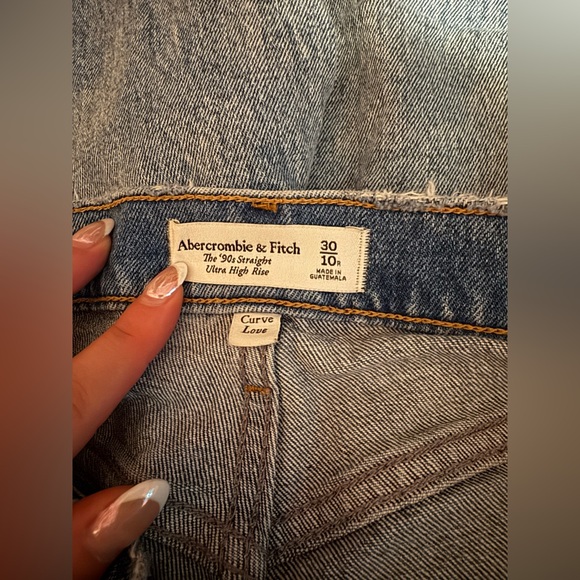 Abercrombie & Fitch
The '90s Straight
Ultra High Rise
30
10R
MADE IN
GUATEMALA
Curve
Love